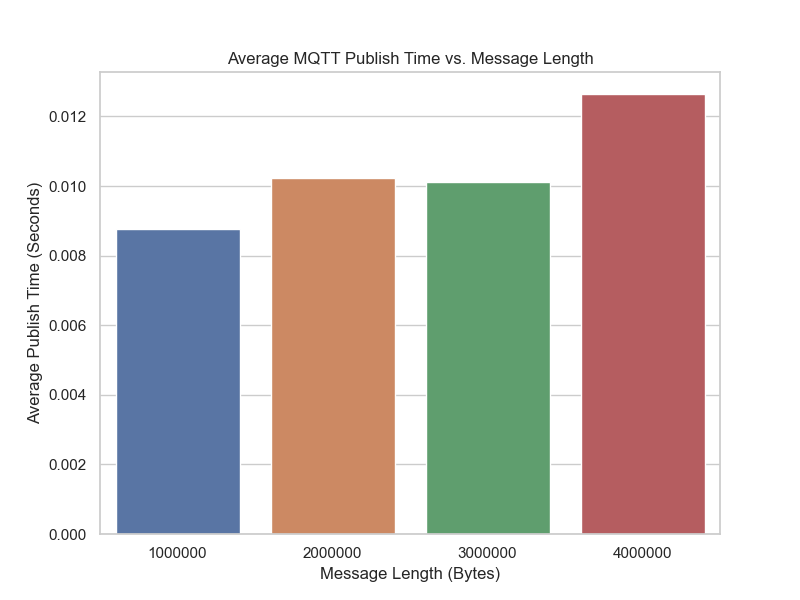 Average MQTT Publish Time vs. Message Length
Average Publish Time (Seconds)
0.012
0.010
0.008
0.006
0.004
0.002
0.000
1000000 2000000 3000000 4000000
Message Length (Bytes)